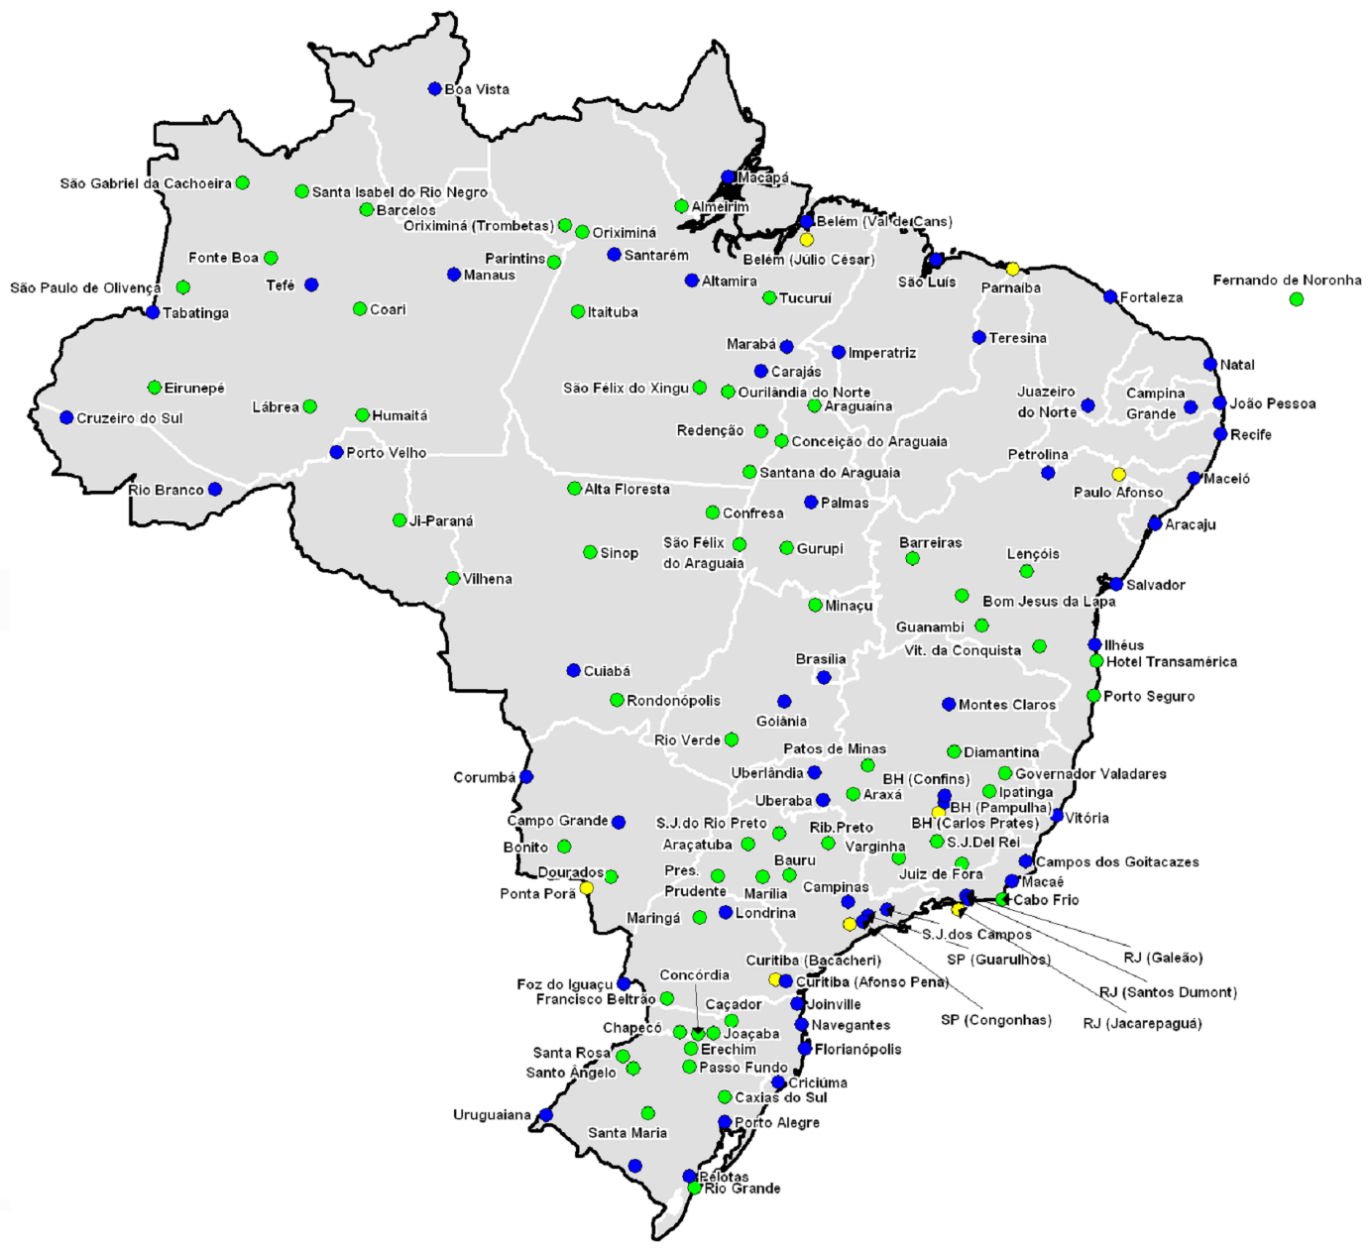 Boa Vista
Macapá
São Gabriel da Cachoeira
Santa Isabel do Rio Negro
Almeirim
Barcelos
Belém (Val de Cans)
Oriximiná (Trombetas)
Oriximiná
Fonte Boa
Parintins
Santarém
Belém (Júlio César)
Manaus
São Luís
Parnaíba
Fernando de Noronha
São Paulo de Olivença
Tefé
Altamira
Tucuruí
Fortaleza
Tabatinga
Coari
Itaituba
Teresina
Marabá
Imperatriz
Natal
Carajás
Eirunepé
São Félix do Xingu
Ourilândia do Norte
Juazeiro
do Norte
Campina
Grande
João Pessoa
Lábrea
Humaitá
Araguaína
Cruzeiro do Sul
Redenção
Conceição do Araguaia
Recife
Porto Velho
Petrolina
Santana do Araguaia
Maceió
Rio Branco
Alta Floresta
Paulo Afonso
Palmas
Confresa
Ji-Paraná
Aracaju
São Félix
do Araguaia
Gurupi
Barreiras
Sinop
Lençóis
Vilhena
Salvador
Bom Jesus da Lapa
Minaçu
Guanambi
Vit. da Conquista
Ilhéus
Brasília
Hotel Transamérica
Cuiabá
Rondonópolis
Porto Seguro
Goiânia
Montes Claros
Rio Verde
Patos de Minas
Diamantina
Corumbá
Uberlândia
BH (Confins)
Governador Valadares
Uberaba
Araxá
Ipatinga
BH (Pampulha)
Campo Grande
S.J.do Rio Preto
Rib.Preto
BH (Carlos Prates)
Vitória
Bonito
Araçatuba
Varginha
S.J.Del Rei
Dourados
Pres.
Prudente
Bauru
Marília
Juiz de Fora
Campos dos Goitacazes
Ponta Porã
Campinas
Macaé
Cabo Frio
Maringá
Londrina
S.J.dos Campos
Curitiba (Bacacheri)
SP (Guarulhos)
RJ (Galeão)
Foz do Iguaçu
Concórdia
Curitiba (Afonso Pena)
RJ (Santos Dumont)
Francisco Beltrão
Caçador
Joinville
SP (Congonhas)
RJ (Jacarepaguá)
Chapecó
Joaçaba
Navegantes
Santa Rosa
Erechim
Florianópolis
Santo Ângelo
Passo Fundo
Criciúma
Caxias do Sul
Uruguaiana
Santa Maria
Porto Alegre
Pelotas
Rio Grande